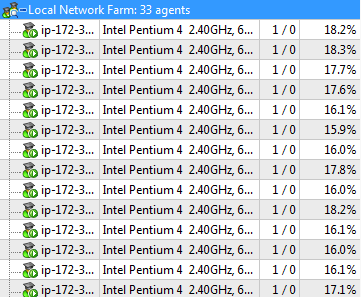 Local Network Farm: 33 agents
ip-172-3... Intel Pentium 4 2.40GHz, 6... 1 / 0 18.2%
ip-172-3... Intel Pentium 4 2.40GHz, 6... 1 / 0 18.3%
ip-172-3... Intel Pentium 4 2.40GHz, 6... 1 / 0 17.7%
ip-172-3... Intel Pentium 4 2.40GHz, 6... 1 / 0 17.6%
ip-172-3... Intel Pentium 4 2.40GHz, 6... 1 / 0 16.1%
ip-172-3... Intel Pentium 4 2.40GHz, 6... 1 / 0 15.9%
ip-172-3... Intel Pentium 4 2.40GHz, 6... 1 / 0 16.0%
ip-172-3... Intel Pentium 4 2.40GHz, 6... 1 / 0 17.8%
ip-172-3... Intel Pentium 4 2.40GHz, 6... 1 / 0 16.0%
ip-172-3... Intel Pentium 4 2.40GHz, 6... 1 / 0 18.2%
ip-172-3... Intel Pentium 4 2.40GHz, 6... 1 / 0 16.1%
ip-172-3... Intel Pentium 4 2.40GHz, 6... 1 / 0 16.0%
ip-172-3... Intel Pentium 4 2.40GHz, 6... 1 / 0 16.1%
ip-172-3... Intel Pentium 4 2.40GHz, 6... 1 / 0 17.1%